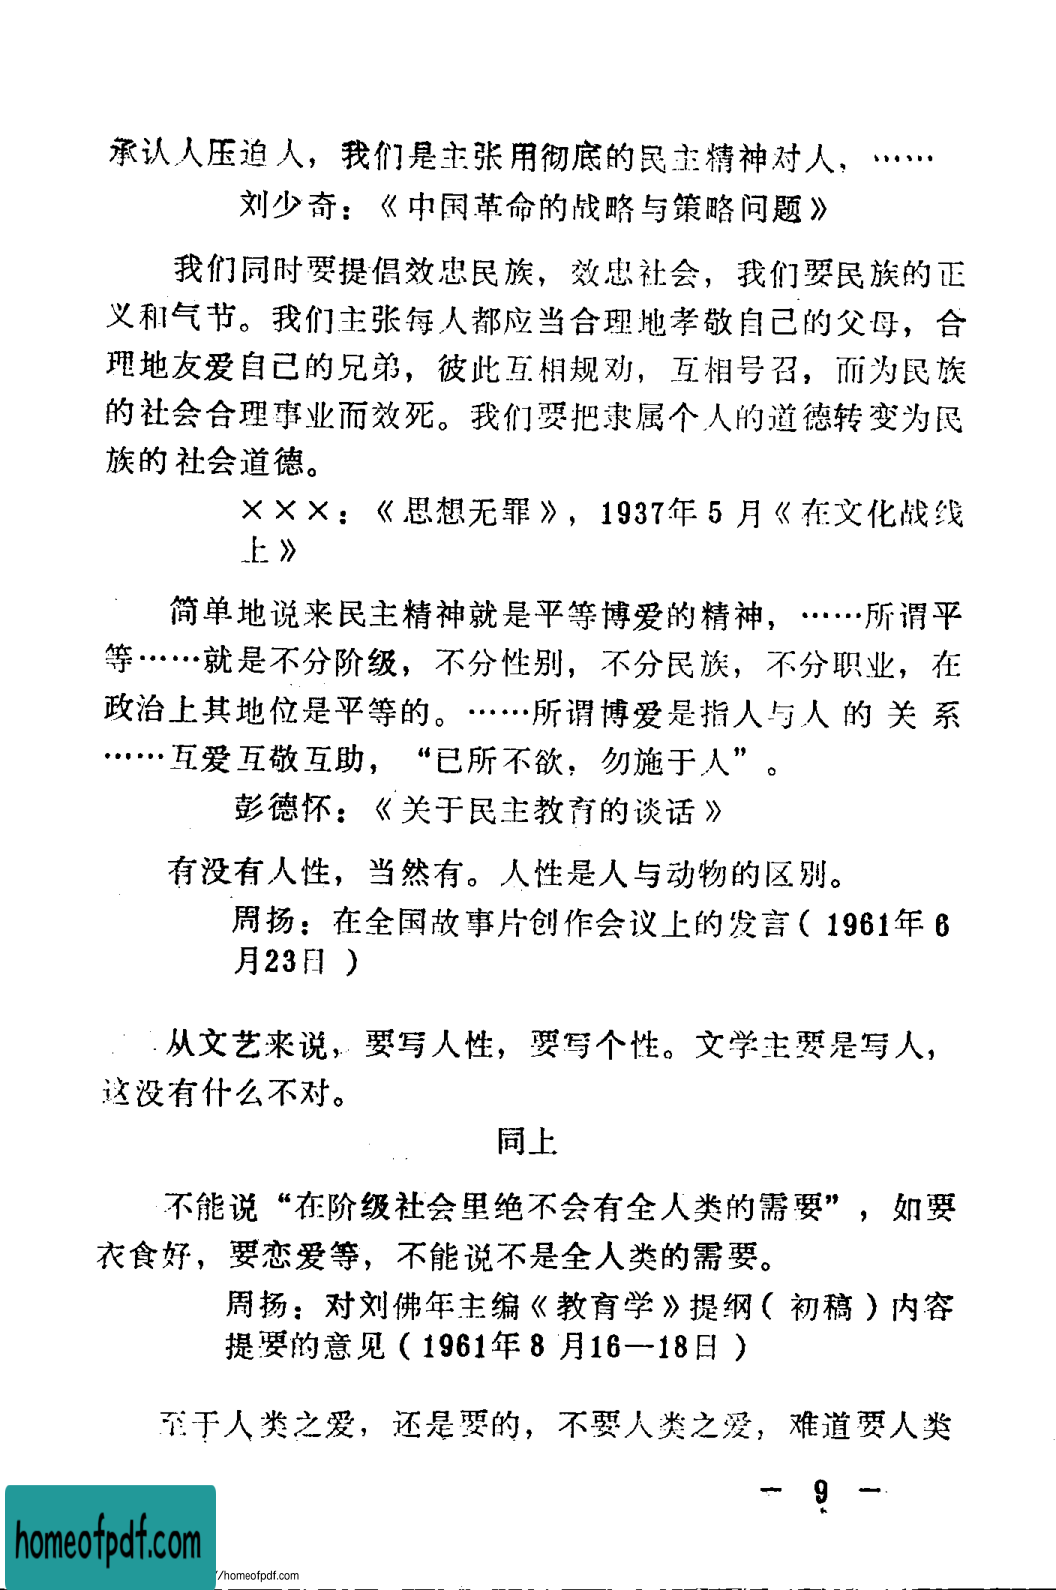 承认人压迫人，我们是主张用彻底的民主精神对人，……
刘少奇：《中国革命的战略与策略问题》
我们同时要提倡效忠民族，效忠社会，我们要民族的正
义和气节。我们主张每人都应当合理地孝敬自己的父母，合
理地友爱自己的兄弟，彼此互相规劝，互相号召，而为民族
的社会合理事业而效死。我们要把隶属个人的道德转变为民
族的社会道德。
×××：《思想无罪》，1937年5月《在文化战线
上》
简单地说来民主精神就是平等博爱的精神，……所谓平
等……就是不分阶级，不分性别，不分民族，不分职业，在
政治上其地位是平等的。……所谓博爱是指人与人的关系
……互爱互敬互助，“已所不欲，勿施于人”。
彭德怀：《关于民主教育的谈话》
有没有人性，当然有。人性是人与动物的区别。
周扬：在全国故事片创作会议上的发言（1961年6
月23日）
从文艺来说，要写人性，要写个性。文学主要是写人，
这没有什么不对。
同上
不能说“在阶级社会里绝不会有全人类的需要”，如要
衣食好，要恋爱等，不能说不是全人类的需要。
周扬：对刘佛年主编《教育学》提纲（初稿）内容
提要的意见（1961年8月16—18日）
至于人类之爱，还是要的，不要人类之爱，难道要人类
— 9 —
homeofpdf.com
//homeofpdf.com